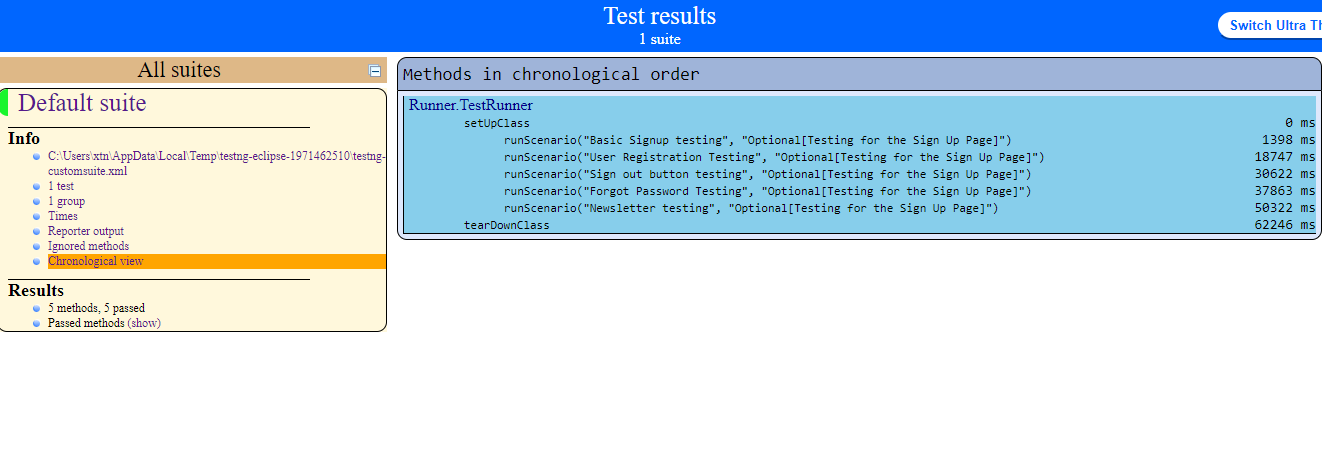 Test results
1 suite
Switch Ultra Th
All suites
Default suite
Info
C:\Users\xtn\AppData\Local\Temp\testng-eclipse-1971462510\testng-
customsuite.xml
1 test
1 group
Times
Reporter output
Ignored methods
Chronological view
Results
5 methods, 5 passed
Passed methods (show)
Methods in chronological order
Runner.TestRunner
setUpClass 0 ms
runScenario("Basic Signup testing", "Optional[Testing for the Sign Up Page]") 1398 ms
runScenario("User Registration Testing", "Optional[Testing for the Sign Up Page]") 18747 ms
runScenario("Sign out button testing", "Optional[Testing for the Sign Up Page]") 30622 ms
runScenario("Forgot Password Testing", "Optional[Testing for the Sign Up Page]") 37863 ms
runScenario("Newsletter testing", "Optional[Testing for the Sign Up Page]") 50322 ms
tearDownClass 62246 ms